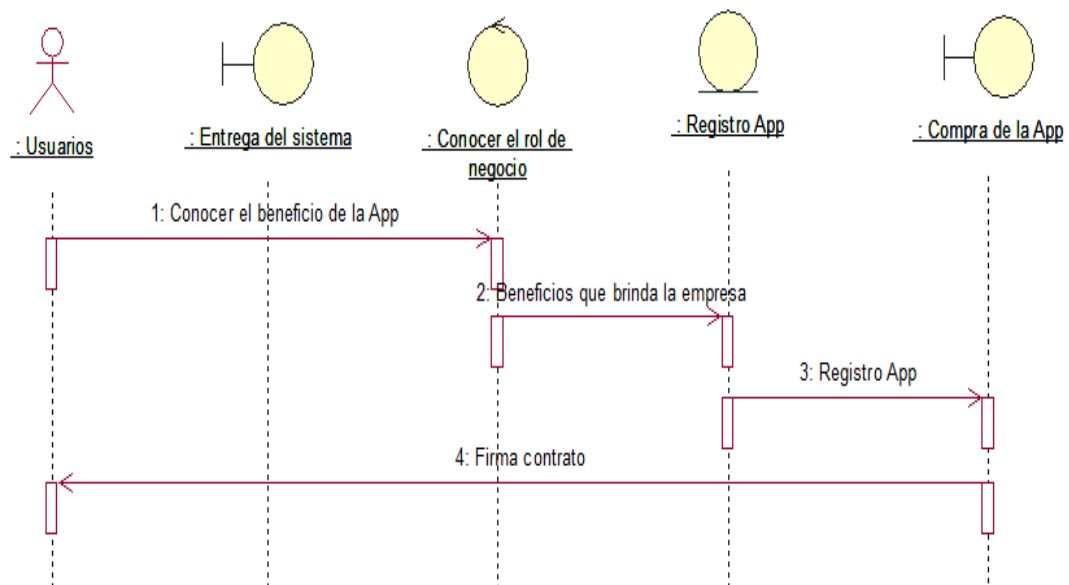 : Usuarios
: Entrega del sistema
: Conocer el rol de
negocio
: Registro App
: Compra de la App
1: Conocer el beneficio de la App
2: Beneficios que brinda la empresa
3: Registro App
4: Firma contrato